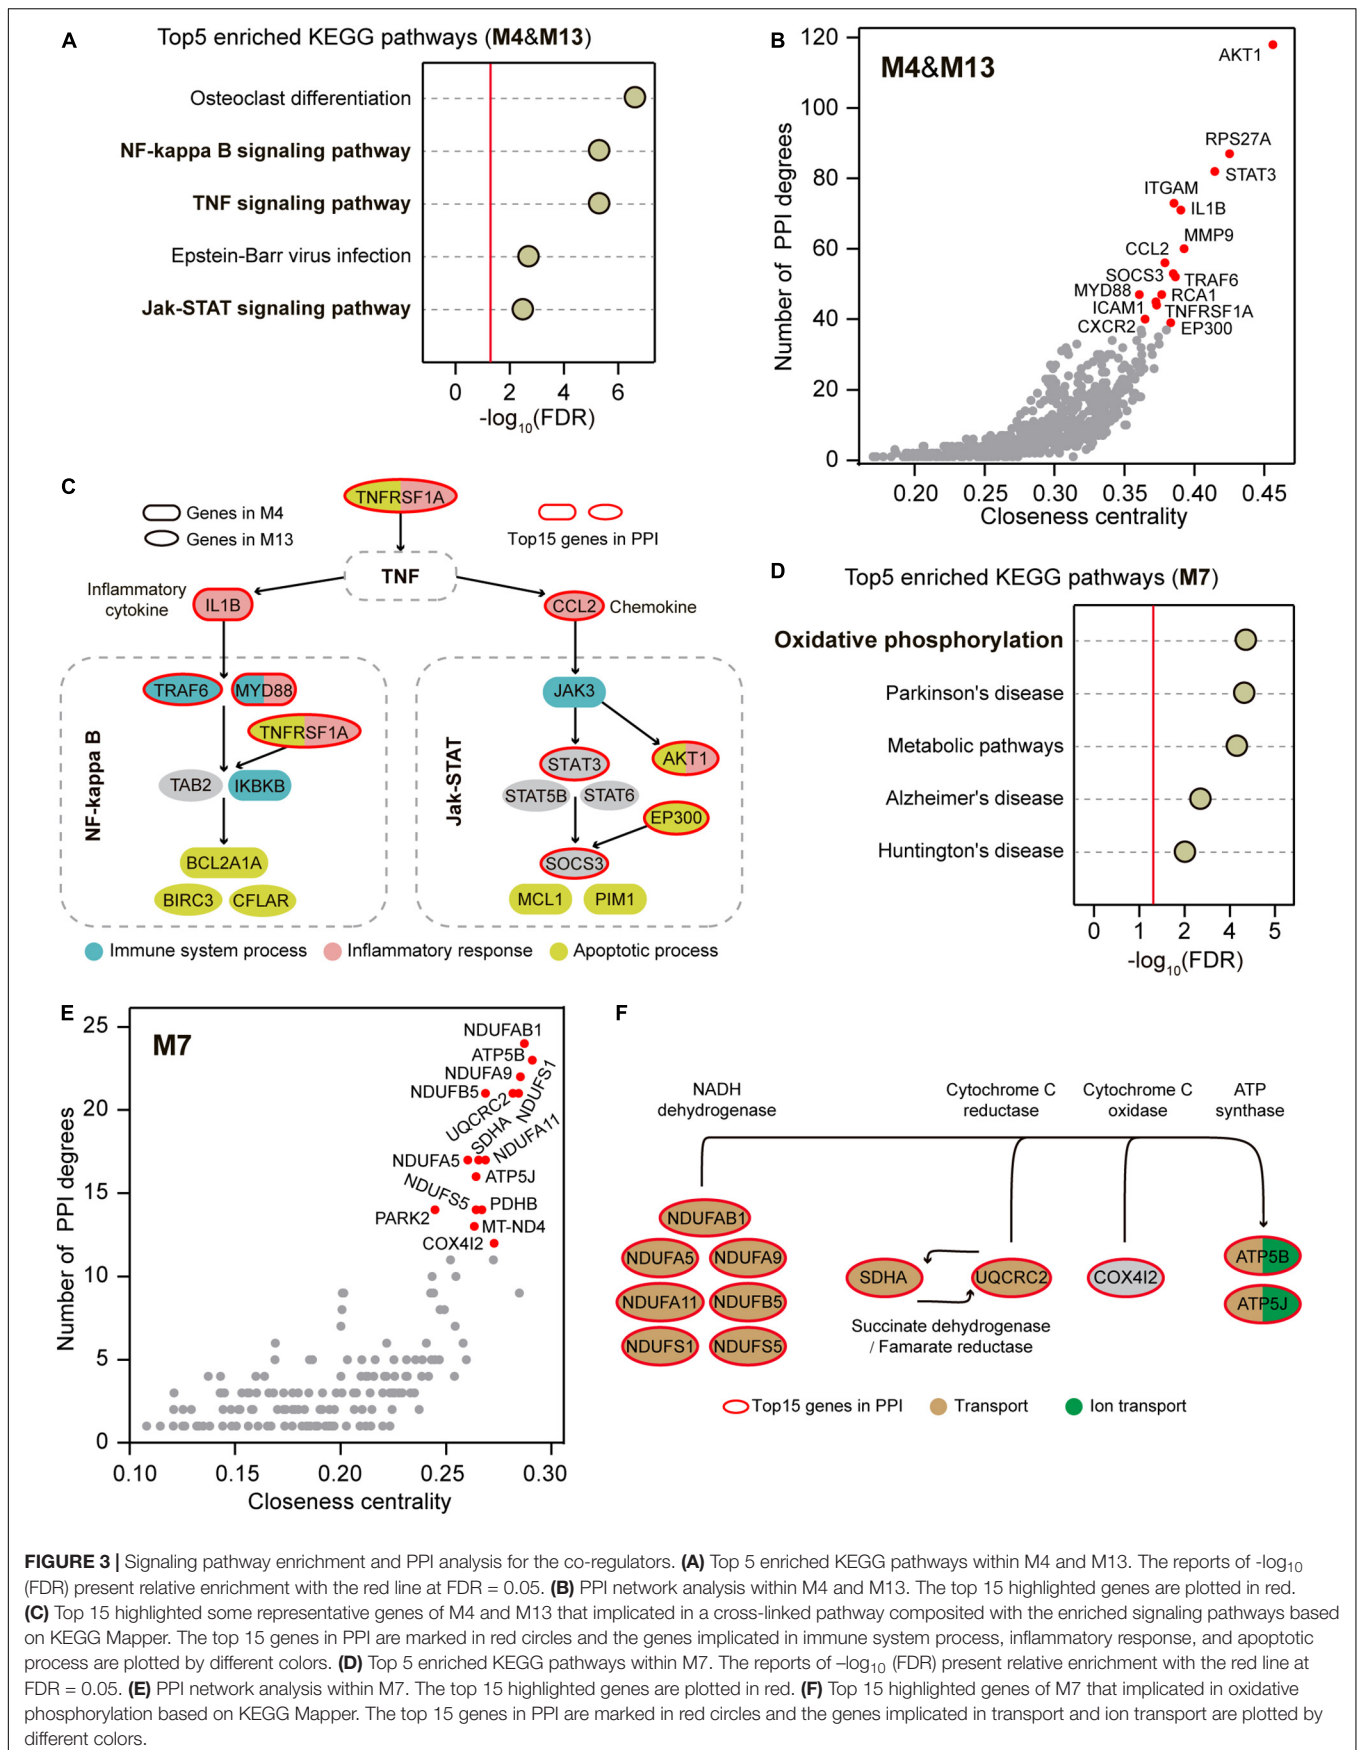 A
Top5 enriched KEGG pathways (M4&M13)
Osteoclast differentiation
NF-kappa B signaling pathway
TNF signaling pathway
Epstein-Barr virus infection
Jak-STAT signaling pathway
0 2 4 6
-log10(FDR)
B
M4&M13
Number of PPI degrees
120
100
80
60
40
20
0
AKT1
RPS27A
STAT3
ITGAM
IL1B
MMP9
CCL2
SOCS3
TRAF6
MYD88
RCA1
ICAM1
TNFRSF1A
CXCR2
EP300
0.20 0.25 0.30 0.35 0.40 0.45
Closeness centrality
C
Genes in M4
Genes in M13
Top15 genes in PPI
TNFRSF1A
TNF
Inflammatory
cytokine
IL1B
CCL2
Chemokine
NF-kappa B
TRAF6
MYD88
TNFRSF1A
TAB2
IKBKB
BCL2A1A
BIRC3
CFLAR
Jak-STAT
JAK3
STAT3
AKT1
STAT5B
STAT6
EP300
SOCS3
MCL1
PIM1
Immune system process
Inflammatory response
Apoptotic process
D
Top5 enriched KEGG pathways (M7)
Oxidative phosphorylation
Parkinson's disease
Metabolic pathways
Alzheimer's disease
Huntington's disease
0 1 2 4 5
-log10(FDR)
E
M7
Number of PPI degrees
25
20
15
10
5
0
NDUFAB1
ATP5B
NDUFA9
NDUFB5
NDUFS1
UQCRC2
SDHA
NDUFA11
NDUFA5
ATP5J
NDUFS5
PDHB
PARK2
MT-ND4
COX4I2
0.10 0.15 0.20 0.25 0.30
Closeness centrality
F
NADH
dehydrogenase
Cytochrome C
reductase
Cytochrome C
oxidase
ATP
synthase
NDUFAB1
NDUFA5
NDUFA9
NDUFA11
NDUFB5
NDUFS1
NDUFS5
SDHA
UQCRC2
COX4I2
ATP5B
ATP5J
Succinate dehydrogenase
/ Famarate reductase
Top15 genes in PPI
Transport
Ion transport
FIGURE 3 | Signaling pathway enrichment and PPI analysis for the co-regulators. (A) Top 5 enriched KEGG pathways within M4 and M13. The reports of -log10
(FDR) present relative enrichment with the red line at FDR = 0.05. (B) PPI network analysis within M4 and M13. The top 15 highlighted genes are plotted in red.
(C) Top 15 highlighted some representative genes of M4 and M13 that implicated in a cross-linked pathway composited with the enriched signaling pathways based
on KEGG Mapper. The top 15 genes in PPI are marked in red circles and the genes implicated in immune system process, inflammatory response, and apoptotic
process are plotted by different colors. (D) Top 5 enriched KEGG pathways within M7. The reports of –log10 (FDR) present relative enrichment with the red line at
FDR = 0.05. (E) PPI network analysis within M7. The top 15 highlighted genes are plotted in red. (F) Top 15 highlighted genes of M7 that implicated in oxidative
phosphorylation based on KEGG Mapper. The top 15 genes in PPI are marked in red circles and the genes implicated in transport and ion transport are plotted by
different colors.